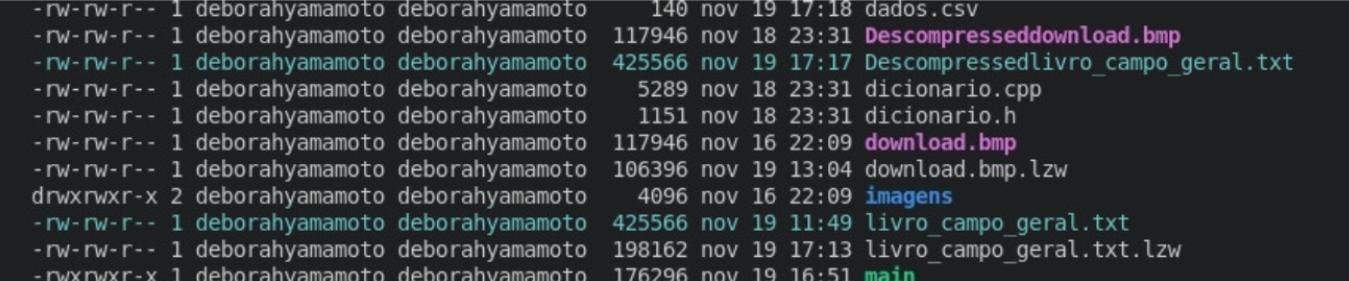 -rw-rw-r-- 1 deborahyamamoto deborahyamamoto    140 nov 19 17:18 dados.csv
-rw-rw-r-- 1 deborahyamamoto deborahyamamoto 117946 nov 18 23:31 Descompresseddownload.bmp
-rw-rw-r-- 1 deborahyamamoto deborahyamamoto 425566 nov 19 17:17 Descompressedlivro_campo_geral.txt
-rw-rw-r-- 1 deborahyamamoto deborahyamamoto   5289 nov 18 23:31 dicionario.cpp
-rw-rw-r-- 1 deborahyamamoto deborahyamamoto   1151 nov 18 23:31 dicionario.h
-rw-rw-r-- 1 deborahyamamoto deborahyamamoto 117946 nov 16 22:09 download.bmp
-rw-rw-r-- 1 deborahyamamoto deborahyamamoto 106396 nov 19 13:04 download.bmp.lzw
drwxrwxr-x 2 deborahyamamoto deborahyamamoto   4096 nov 16 22:09 imagens
-rw-rw-r-- 1 deborahyamamoto deborahyamamoto 425566 nov 19 11:49 livro_campo_geral.txt
-rw-rw-r-- 1 deborahyamamoto deborahyamamoto 198162 nov 19 17:13 livro_campo_geral.txt.lzw
-rwxrwxr-x 1 deborahyamamoto deborahyamamoto 176296 nov 19 16:51 main